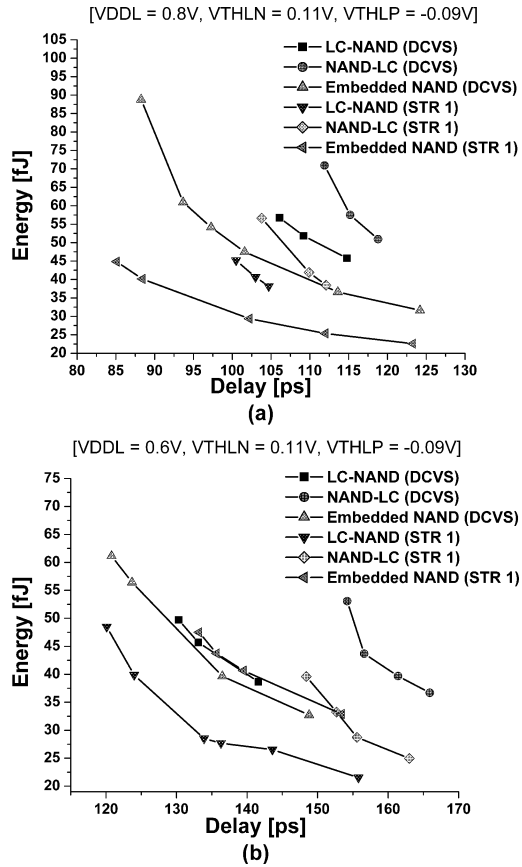 [VDDL = 0.8V, VTHLN = 0.11V, VTHLP = -0.09V]
LC-NAND (DCVS)
NAND-LC (DCVS)
Embedded NAND (DCVS)
LC-NAND (STR 1)
NAND-LC (STR 1)
Embedded NAND (STR 1)
Energy [fJ]
105
100
95
90
85
80
75
70
65
60
55
50
45
40
35
30
25
20
80 85 90 95 100 105 110 115 120 125 130
Delay [ps]
(a)
[VDDL = 0.6V, VTHLN = 0.11V, VTHLP = -0.09V]
LC-NAND (DCVS)
NAND-LC (DCVS)
Embedded NAND (DCVS)
LC-NAND (STR 1)
NAND-LC (STR 1)
Embedded NAND (STR 1)
Energy [fJ]
75
70
65
60
55
50
45
40
35
30
25
20
120 130 140 150 160 170
Delay [ps]
(b)